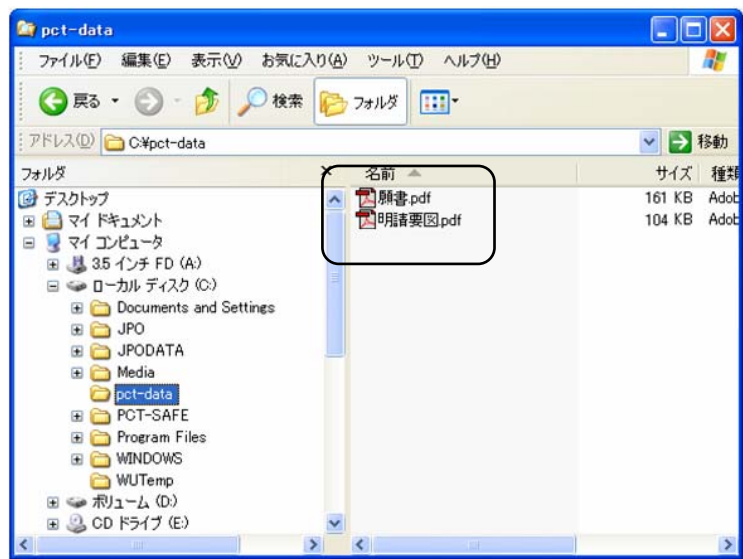 pct-data
ファイル(F) 編集(E) 表示(V) お気に入り(A) ツール(T) ヘルプ(H)
戻る 検索 フォルダ
アドレス(D) C:¥pct-data 移動
フォルダ × 名前 サイズ 種類
デスクトップ
マイ ドキュメント
マイ コンピュータ
3.5 インチ FD (A:)
ローカル ディスク (C:)
Documents and Settings
JPO
JPODATA
Media
pct-data
PCT-SAFE
Program Files
WINDOWS
WUTemp
ボリューム (D:)
CD ドライブ (E:)
願書.pdf 161 KB Adob
明請要図.pdf 104 KB Adob